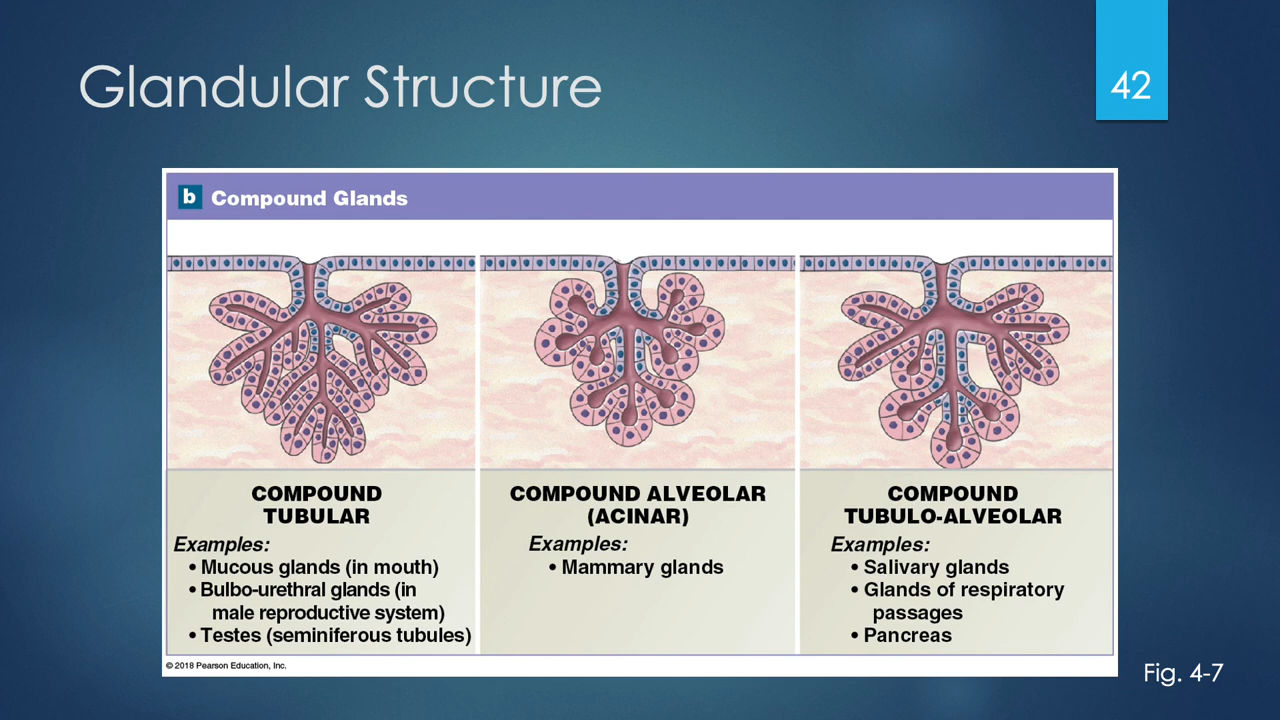 Glandular Structure
42
b Compound Glands
COMPOUND
TUBULAR
Examples:
• Mucous glands (in mouth)
• Bulbo-urethral glands (in
male reproductive system)
• Testes (seminiferous tubules)
COMPOUND ALVEOLAR
(ACINAR)
Examples:
• Mammary glands
COMPOUND
TUBULO-ALVEOLAR
Examples:
• Salivary glands
• Glands of respiratory
passages
• Pancreas
© 2018 Pearson Education, Inc.
Fig. 4-7